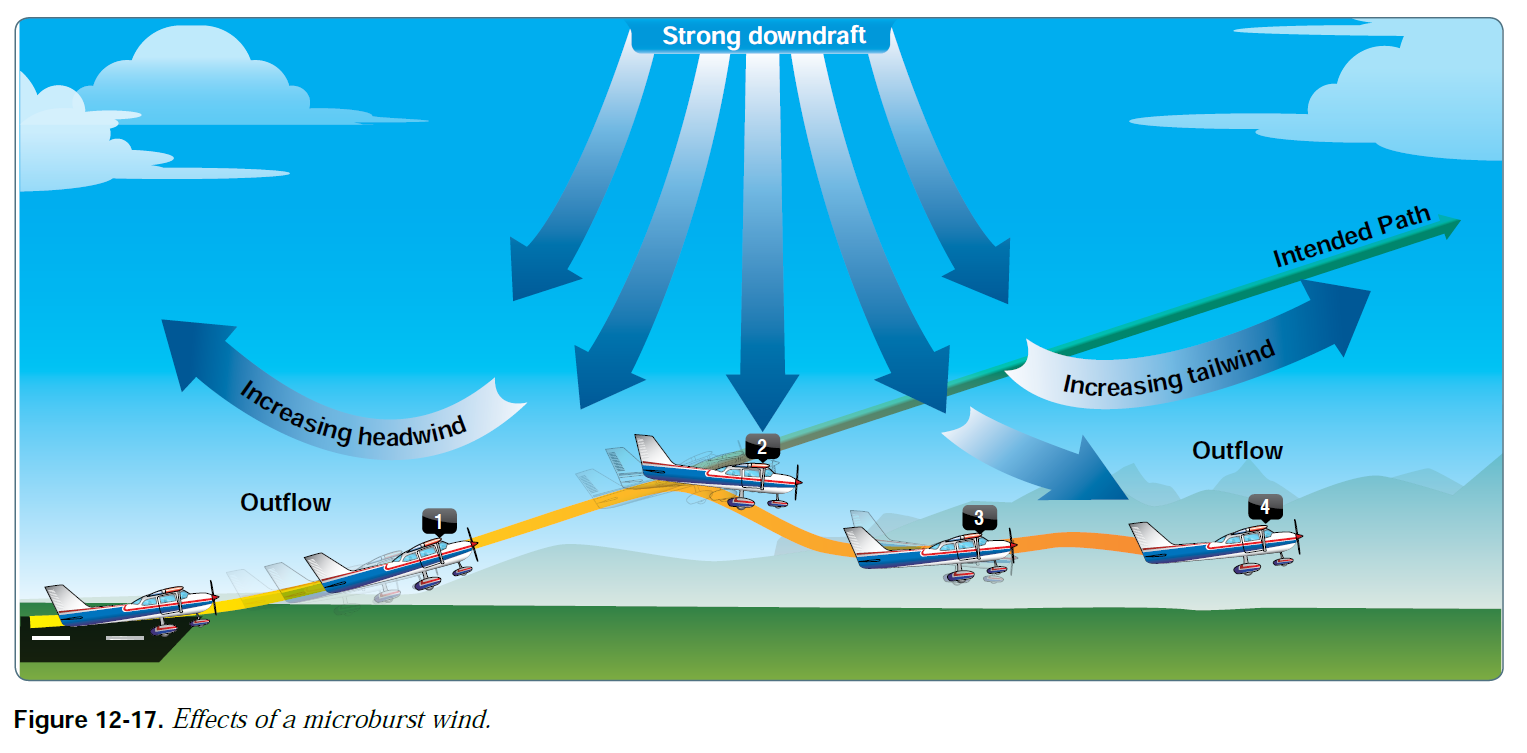 Strong downdraft
Intended Path
Increasing tailwind
Increasing headwind
Outflow
Outflow
1
2
3
4
Figure 12-17. Effects of a microburst wind.